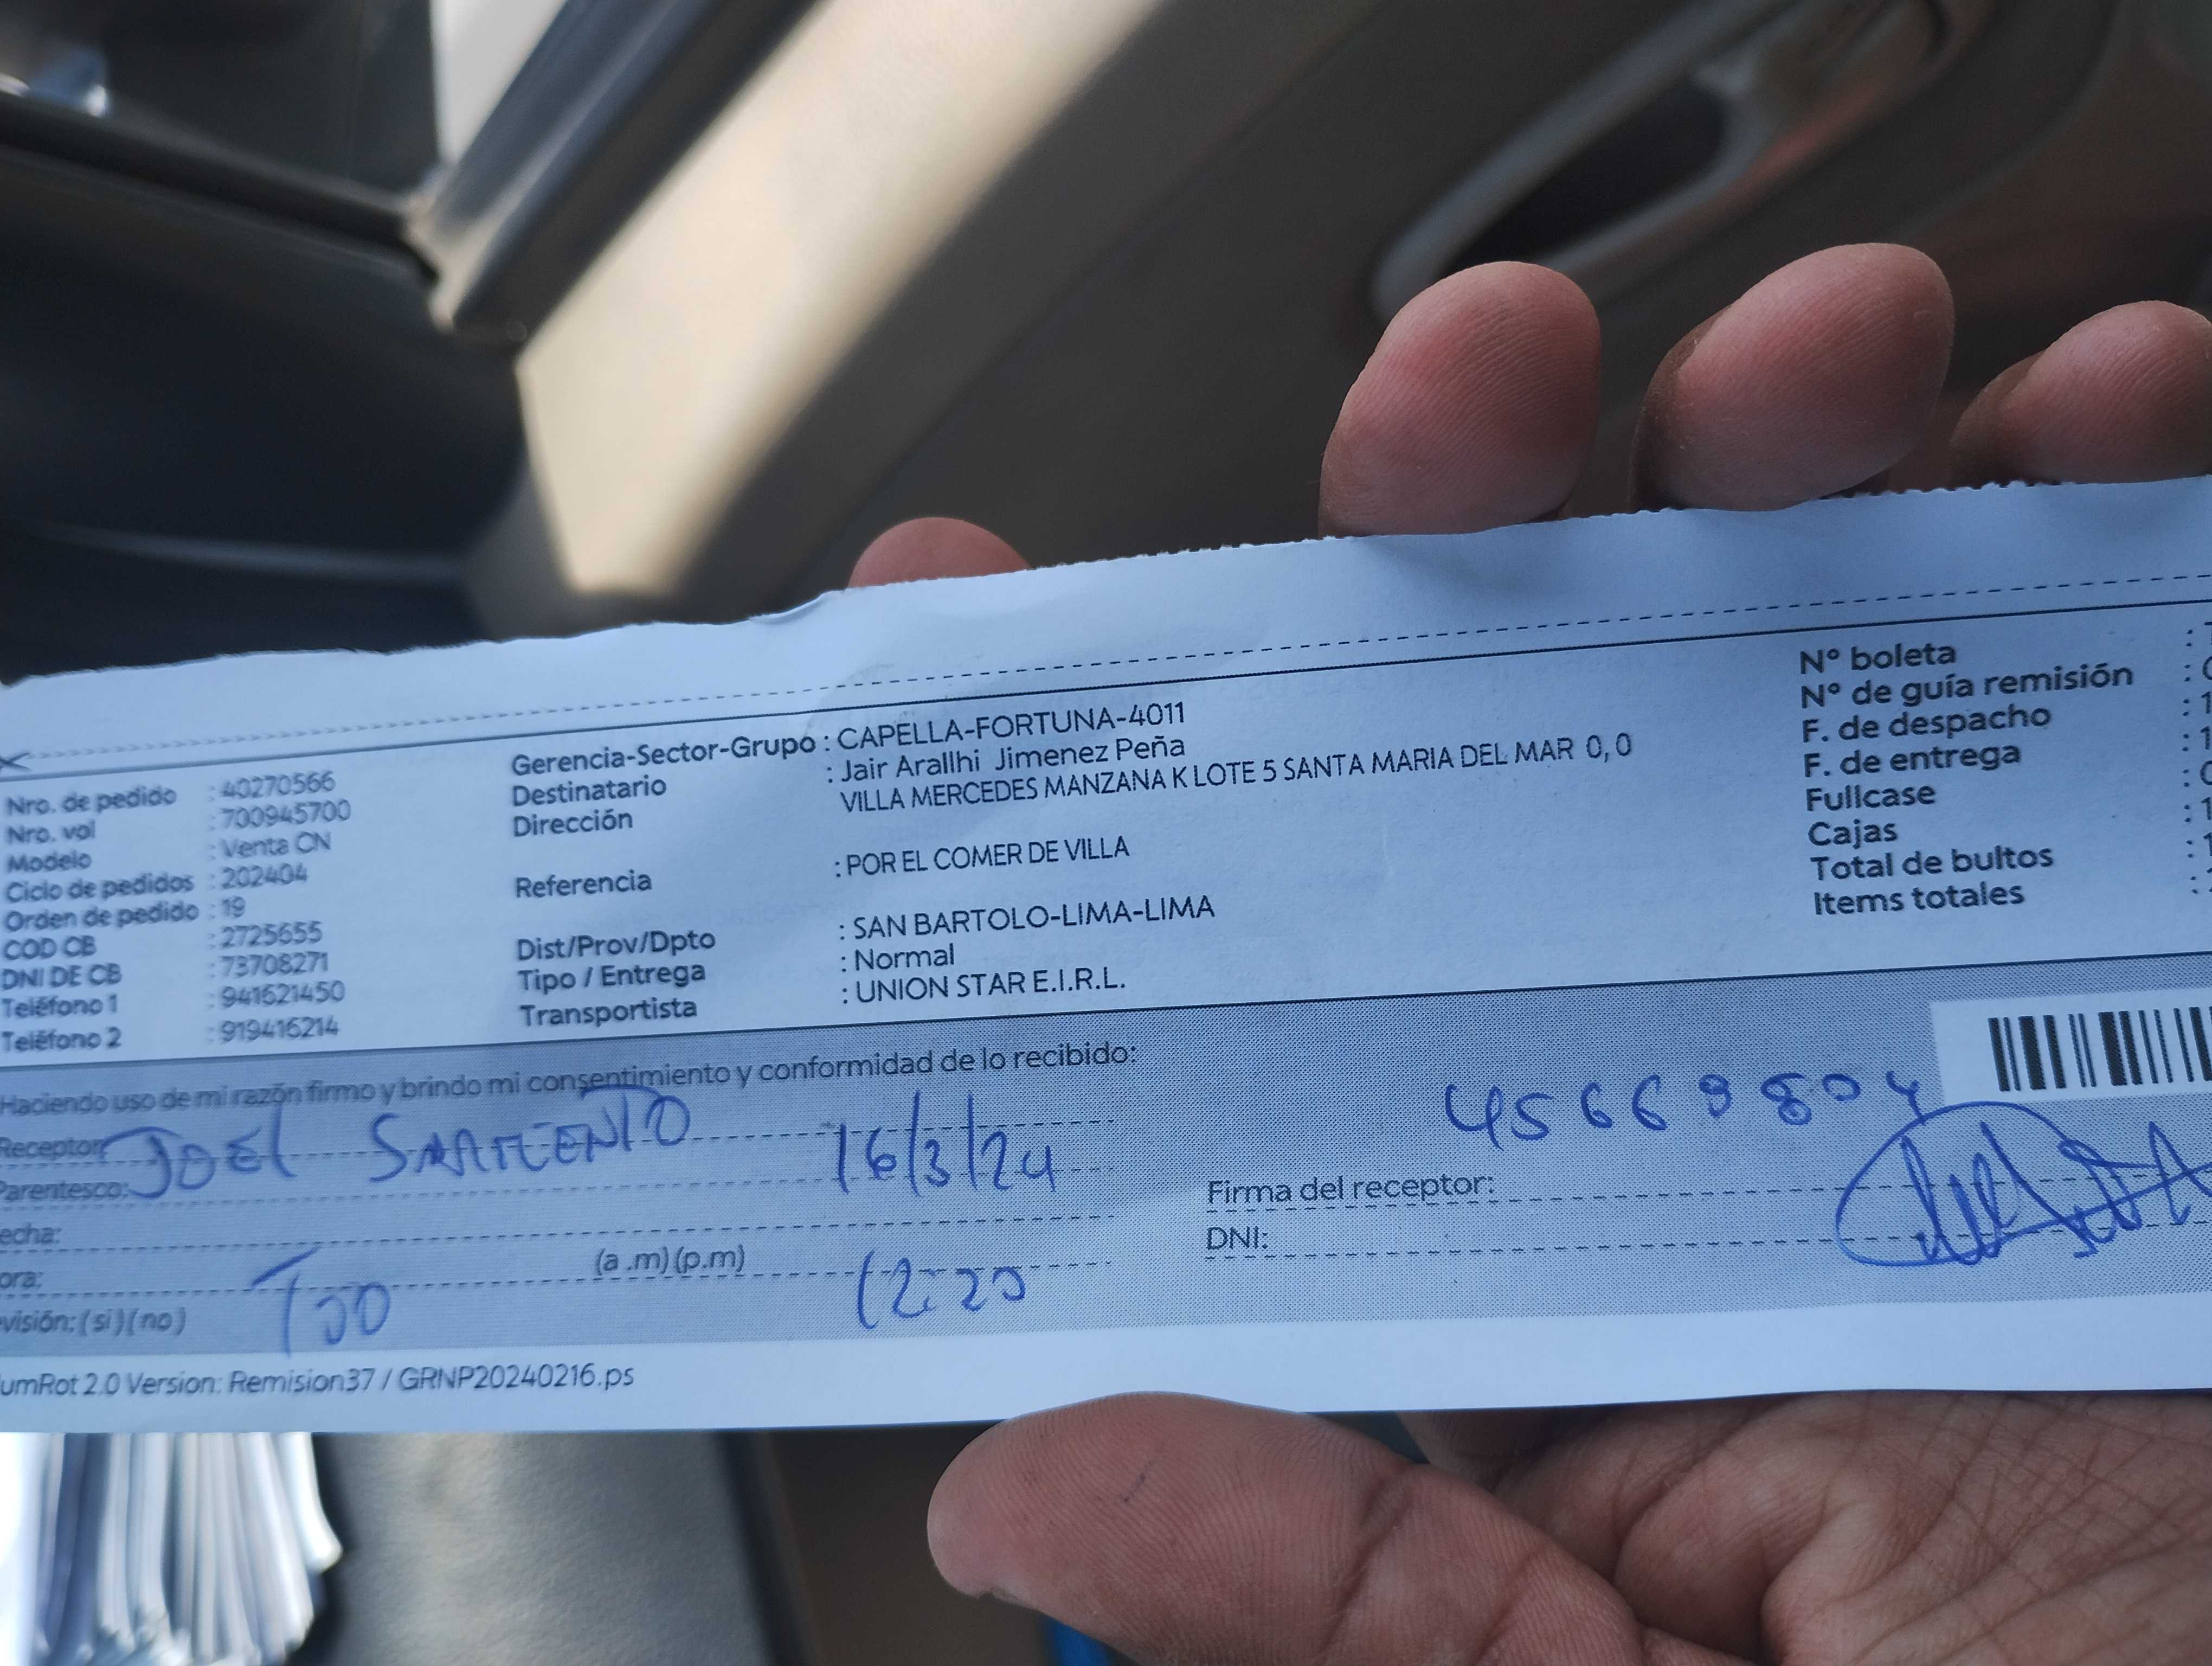 Nro. de pedido : 40270566
Nro. vol : 700945700
Modelo : Venta CN
Ciclo de pedidos : 202404
Orden de pedido : 19
COD CB : 2725655
DNI DE CB : 73708271
Teléfono 1 : 941621450
Teléfono 2 : 919416214
Gerencia-Sector-Grupo : CAPELLA-FORTUNA-4011
Destinatario : Jair Arallhi Jimenez Peña
Dirección VILLA MERCEDES MANZANA K LOTE 5 SANTA MARIA DEL MAR 0, 0
Referencia : POR EL COMER DE VILLA
Dist/Prov/Dpto : SAN BARTOLO-LIMA-LIMA
Tipo / Entrega : Normal
Transportista : UNION STAR E.I.R.L.
N° boleta :
N° de guía remisión :
F. de despacho :
F. de entrega :
Fullcase :
Cajas :
Total de bultos :
Items totales :
Haciendo uso de mi razón firmo y brindo mi consentimiento y conformidad de lo recibido:
Receptor: JOEL SARMIENTO
Parentesco: 16/3/24
echa:
ora: (a .m) (p.m)
visión: ( si ) ( no ) 12:20
45669804
Firma del receptor:
DNI:
umRot 2.0 Version: Remision37 / GRNP20240216.ps